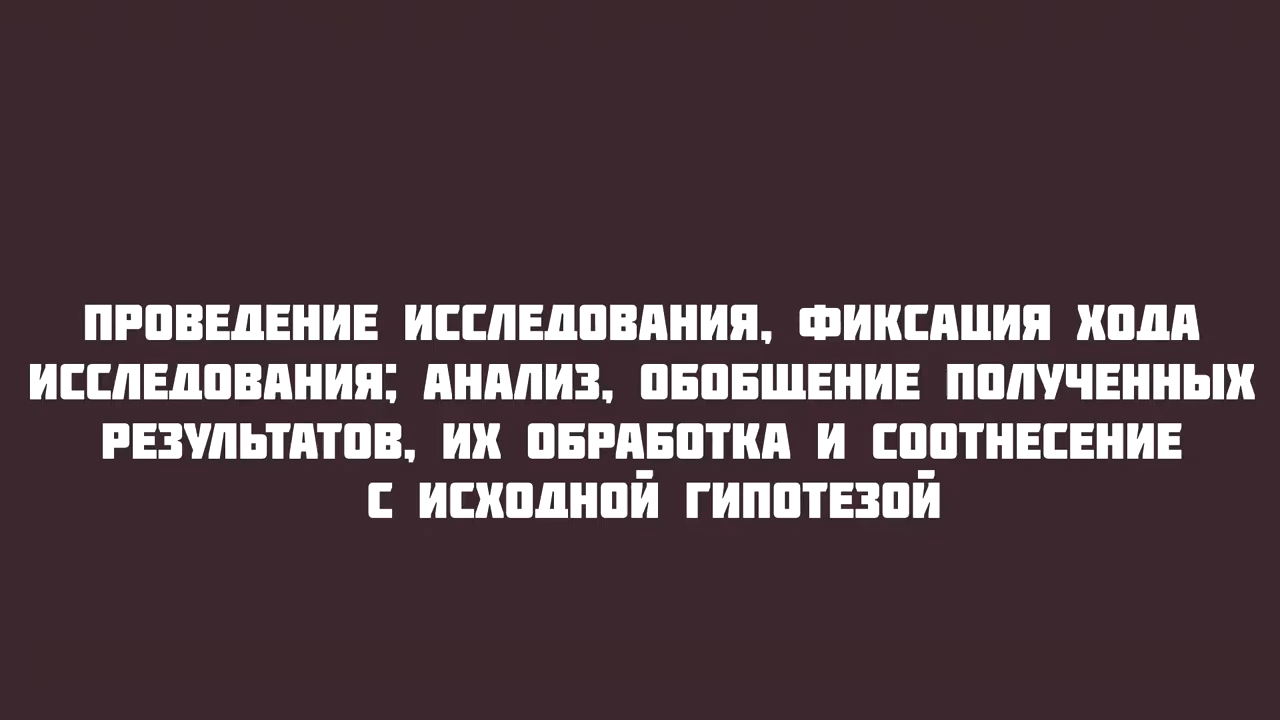 ПРОВЕДЕНИЕ ИССЛЕДОВАНИЯ, ФИКСАЦИЯ ХОДА
ИССЛЕДОВАНИЯ; АНАЛИЗ, ОБОБЩЕНИЕ ПОЛУЧЕННЫХ
РЕЗУЛЬТАТОВ, ИХ ОБРАБОТКА И СООТНЕСЕНИЕ
С ИСХОДНОЙ ГИПОТЕЗОЙ